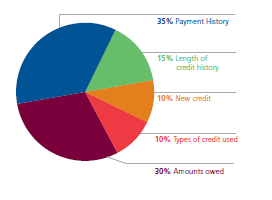 35% Payment History
15% Length of
credit history
10% New credit
10% Types of credit used
30% Amounts owed